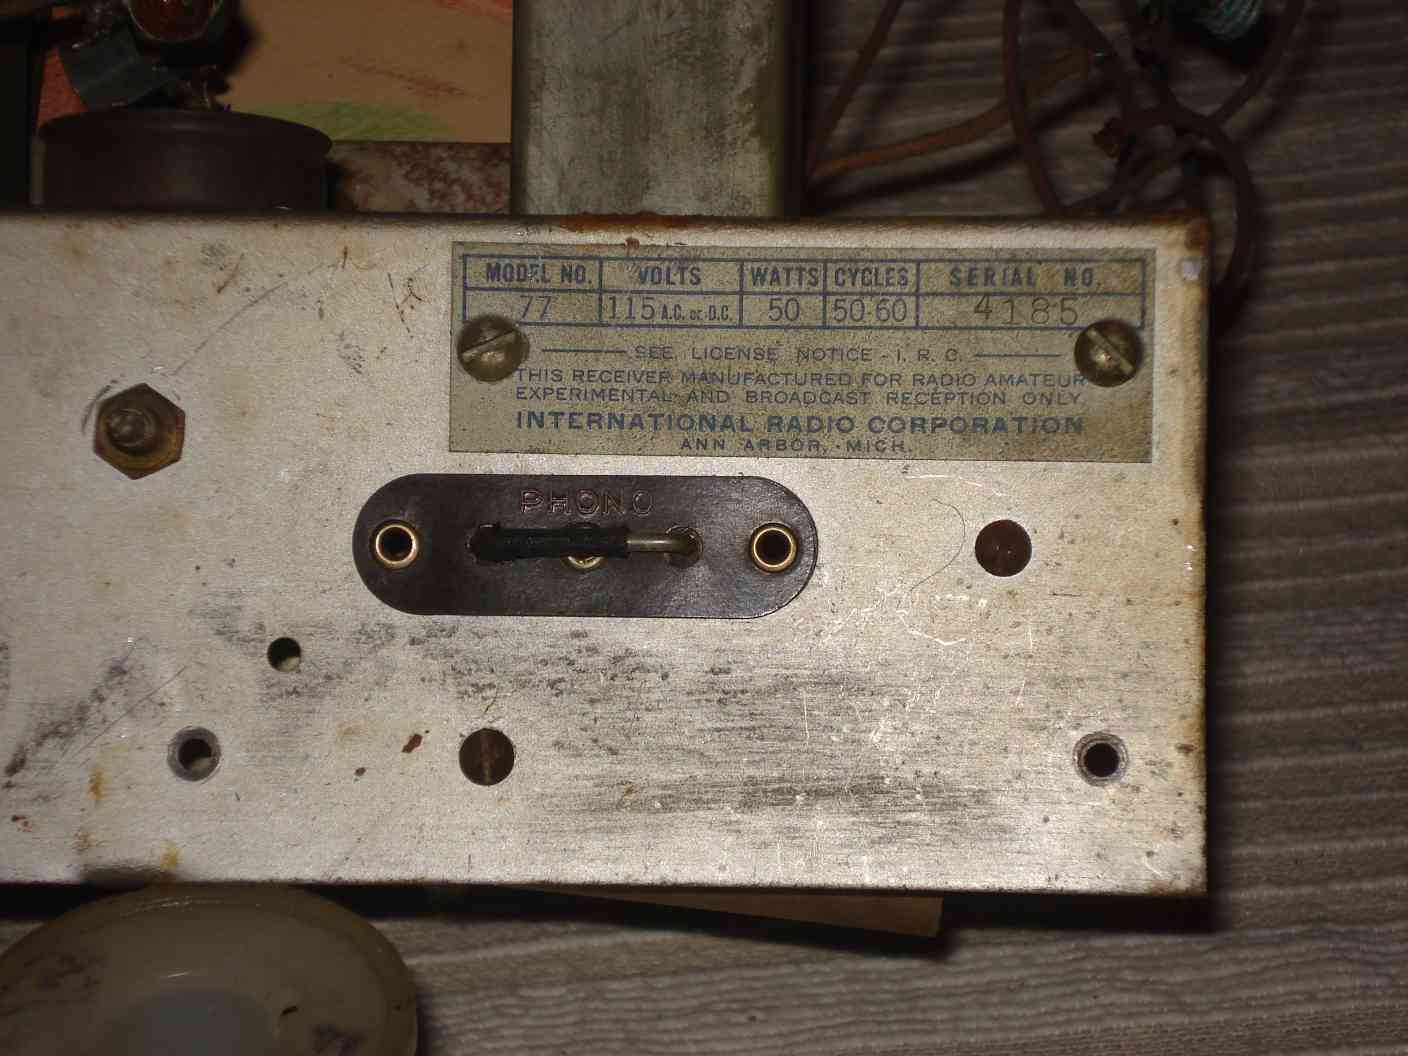 MODEL NO. VOLTS WATTS CYCLES SERIAL NO.
77 115 A.C. or D.C. 50 50-60 4185
SEE LICENSE NOTICE - I. R. C.
THIS RECEIVER MANUFACTURED FOR RADIO AMATEUR
EXPERIMENTAL AND BROADCAST RECEPTION ONLY.
INTERNATIONAL RADIO CORPORATION
ANN ARBOR, MICH.
PHONO